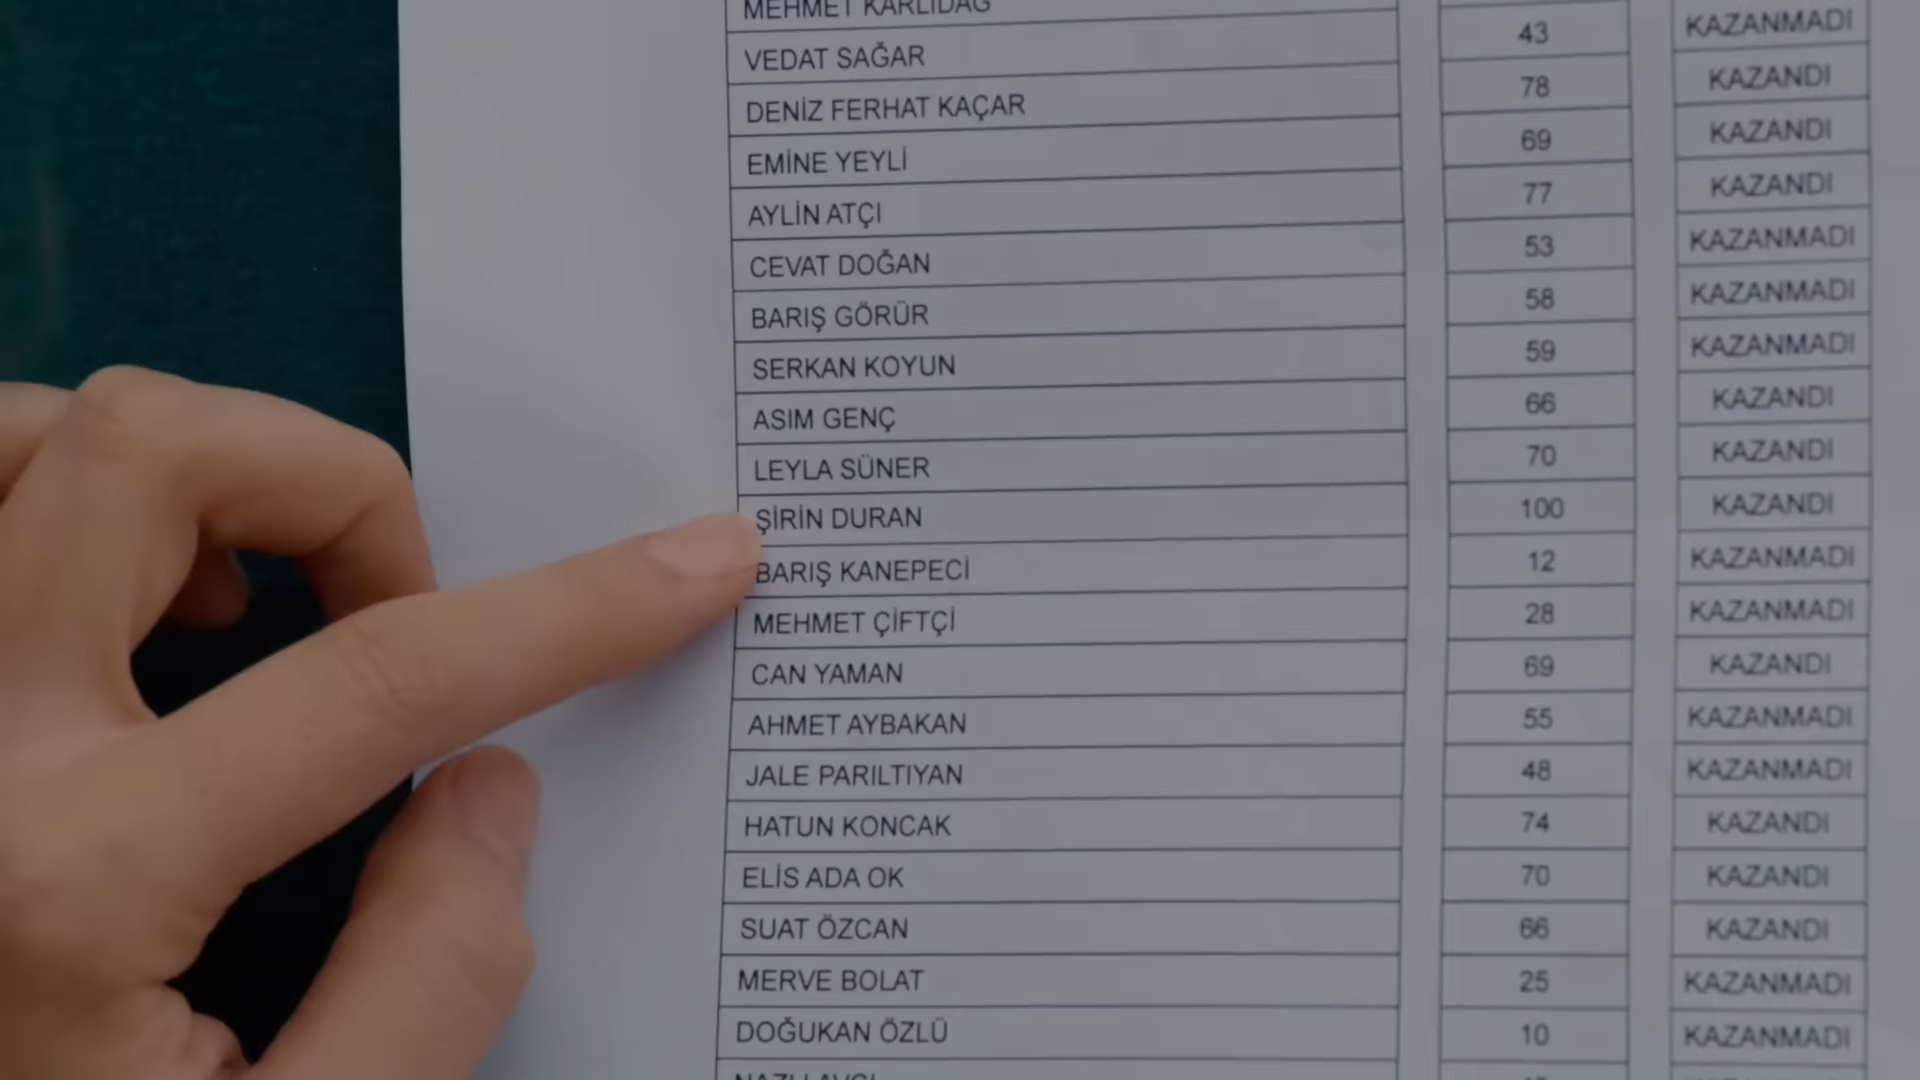 MEHMET KARLIDAĞ
VEDAT SAĞAR 43 KAZANMADI
DENİZ FERHAT KAÇAR 78 KAZANDI
EMİNE YEYLİ 69 KAZANDI
AYLİN ATÇI 77 KAZANDI
CEVAT DOĞAN 53 KAZANMADI
BARIŞ GÖRÜR 58 KAZANMADI
SERKAN KOYUN 59 KAZANMADI
ASIM GENÇ 66 KAZANDI
LEYLA SÜNER 70 KAZANDI
ŞİRİN DURAN 100 KAZANDI
BARIŞ KANEPECİ 12 KAZANMADI
MEHMET ÇİFTÇİ 28 KAZANMADI
CAN YAMAN 69 KAZANDI
AHMET AYBAKAN 55 KAZANMADI
JALE PARILTIYAN 48 KAZANMADI
HATUN KONCAK 74 KAZANDI
ELİS ADA OK 70 KAZANDI
SUAT ÖZCAN 66 KAZANDI
MERVE BOLAT 25 KAZANMADI
DOĞUKAN ÖZLÜ 10 KAZANMADI